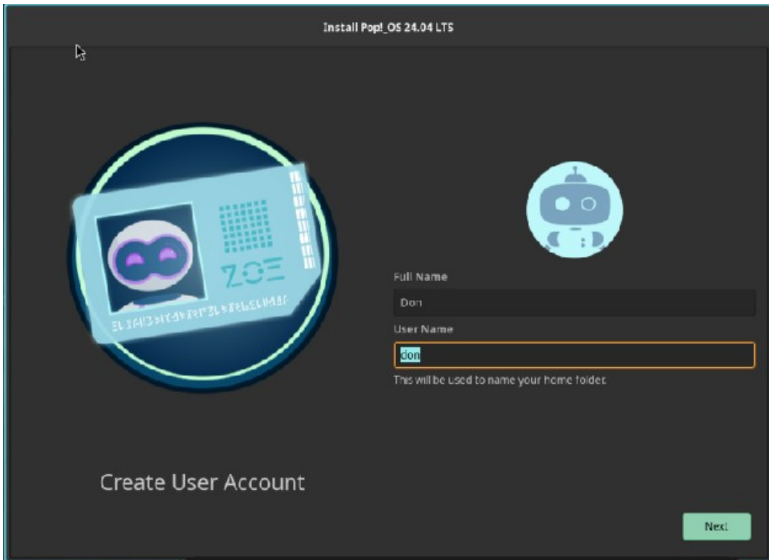 Install Pop!_OS 24.04 LTS
ZOE
Full Name
Don
User Name
don
This will be used to name your home folder.
Create User Account
Next